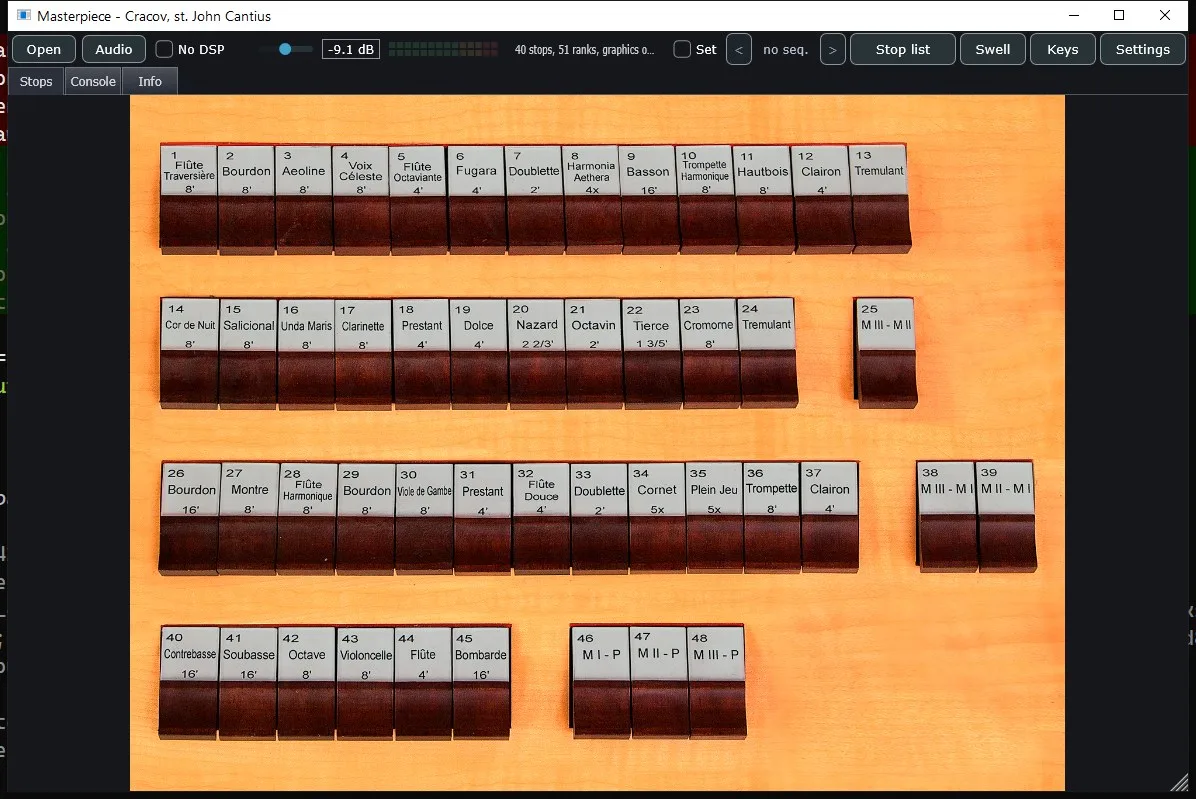 Masterpiece - Cracov, st. John Cantius
Open Audio No DSP -9.1 dB 40 stops, 51 ranks, graphics o... Set < no seq. > Stop list Swell Keys Settings
Stops Console Info
1 Flûte Traversière 8'
2 Bourdon 8'
3 Aeoline 8'
4 Voix Céleste 8'
5 Flûte Octaviante 4'
6 Fugara 4'
7 Doublette 2'
8 Harmonia Aethera 4x
9 Basson 16'
10 Trompette Harmonique 8'
11 Hautbois 8'
12 Clairon 4'
13 Tremulant
14 Cor de Nuit 8'
15 Salicional 8'
16 Unda Maris 8'
17 Clarinette 8'
18 Prestant 4'
19 Dolce 4'
20 Nazard 2 2/3'
21 Octavin 2'
22 Tierce 1 3/5'
23 Cromorne 8'
24 Tremulant
25 M III - M II
26 Bourdon 16'
27 Montre 8'
28 Flûte Harmonique 8'
29 Bourdon 8'
30 Viole de Gambe 8'
31 Prestant 4'
32 Flûte Douce 4'
33 Doublette 2'
34 Cornet 5x
35 Plein Jeu 5x
36 Trompette 8'
37 Clairon 4'
38 M III - M I
39 M II - M I
40 Contrebasse 16'
41 Soubasse 16'
42 Octave 8'
43 Violoncelle 8'
44 Flûte 4'
45 Bombarde 16'
46 M I - P
47 M II - P
48 M III - P